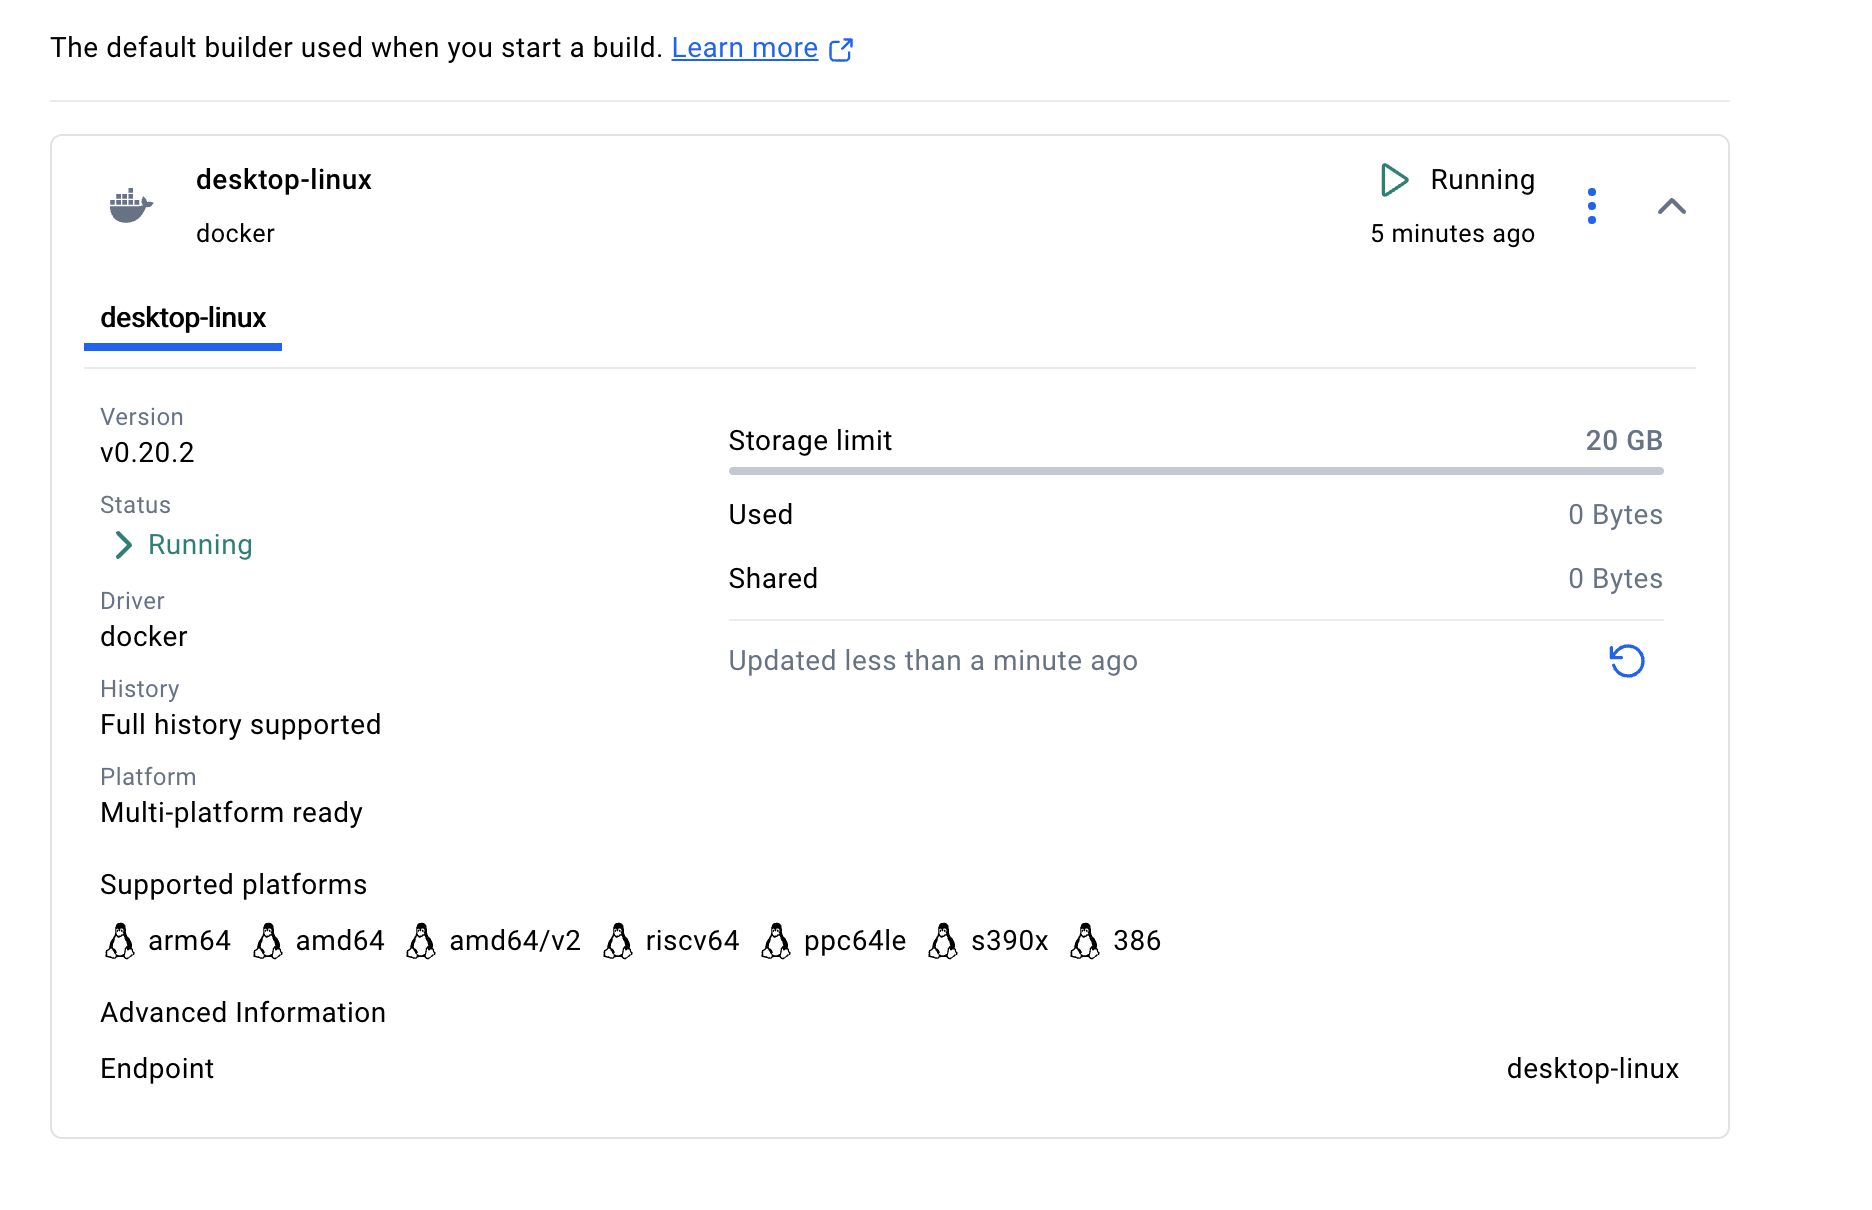 The default builder used when you start a build. Learn more
desktop-linux
docker
Running
5 minutes ago
desktop-linux
Version
v0.20.2
Status
Running
Driver
docker
History
Full history supported
Platform
Multi-platform ready
Storage limit 20 GB
Used 0 Bytes
Shared 0 Bytes
Updated less than a minute ago
Supported platforms
arm64 amd64 amd64/v2 riscv64 ppc64le s390x 386
Advanced Information
Endpoint desktop-linux